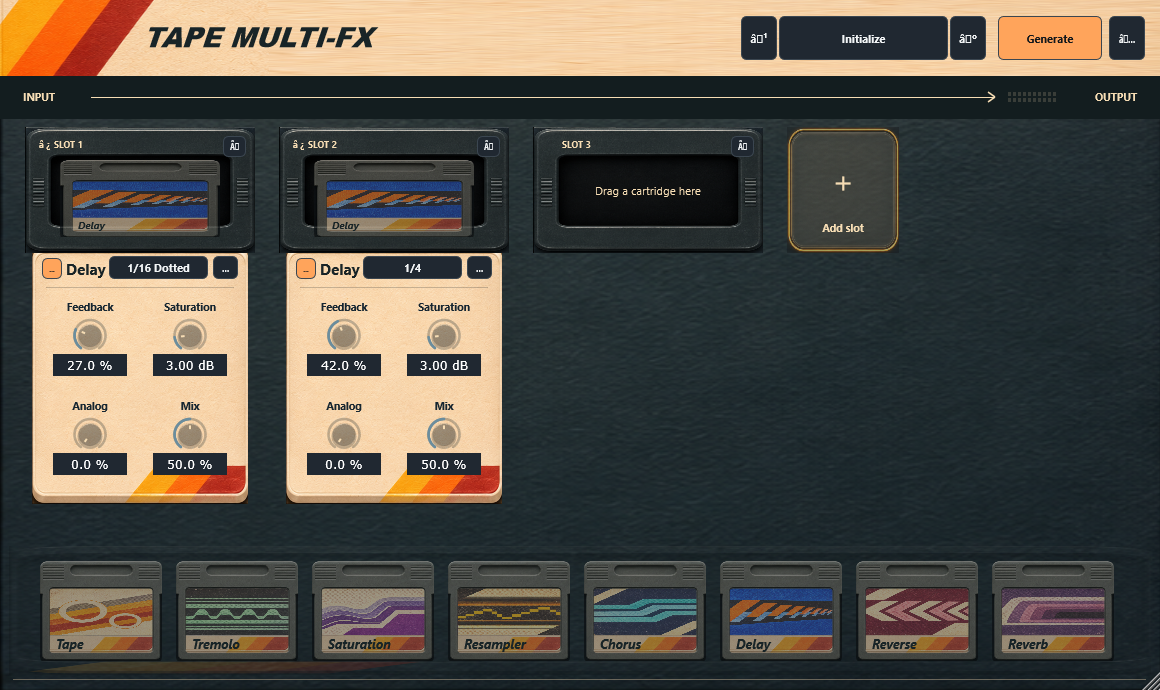 TAPE MULTI-FX
Initialize
Generate
INPUT
OUTPUT
SLOT 1
SLOT 2
SLOT 3
Delay
Delay
Drag a cartridge here
+
Add slot
Delay
1/16 Dotted
...
Delay
1/4
...
Feedback
Saturation
27.0 %
3.00 dB
Analog
Mix
0.0 %
50.0 %
Feedback
Saturation
42.0 %
3.00 dB
Analog
Mix
0.0 %
50.0 %
Tape
Tremolo
Saturation
Resampler
Chorus
Delay
Reverse
Reverb